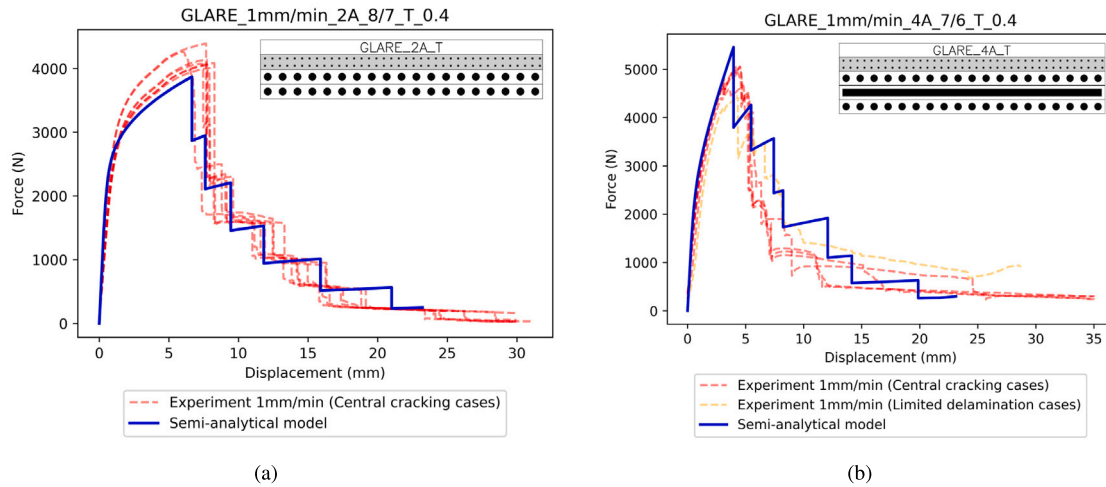 GLARE_1mm/min_2A_8/7_T_0.4
GLARE_2A_T
Force (N)
4000
3000
2000
1000
0
0 5 10 15 20 25 30
Displacement (mm)
Experiment 1mm/min (Central cracking cases)
Semi-analytical model
(a)
GLARE_1mm/min_4A_7/6_T_0.4
GLARE_4A_T
Force (N)
5000
4000
3000
2000
1000
0
0 5 10 15 20 25 30 35
Displacement (mm)
Experiment 1mm/min (Central cracking cases)
Experiment 1mm/min (Limited delamination cases)
Semi-analytical model
(b)